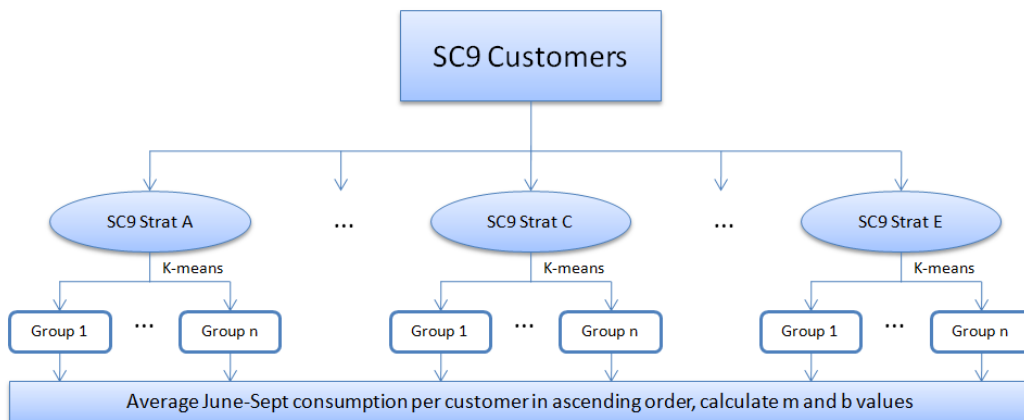 SC9 Customers
SC9 Strat A
...
SC9 Strat C
...
SC9 Strat E
K-means
K-means
K-means
Group 1
...
Group n
Group 1
...
Group n
Group 1
...
Group n
Average June-Sept consumption per customer in ascending order, calculate m and b values